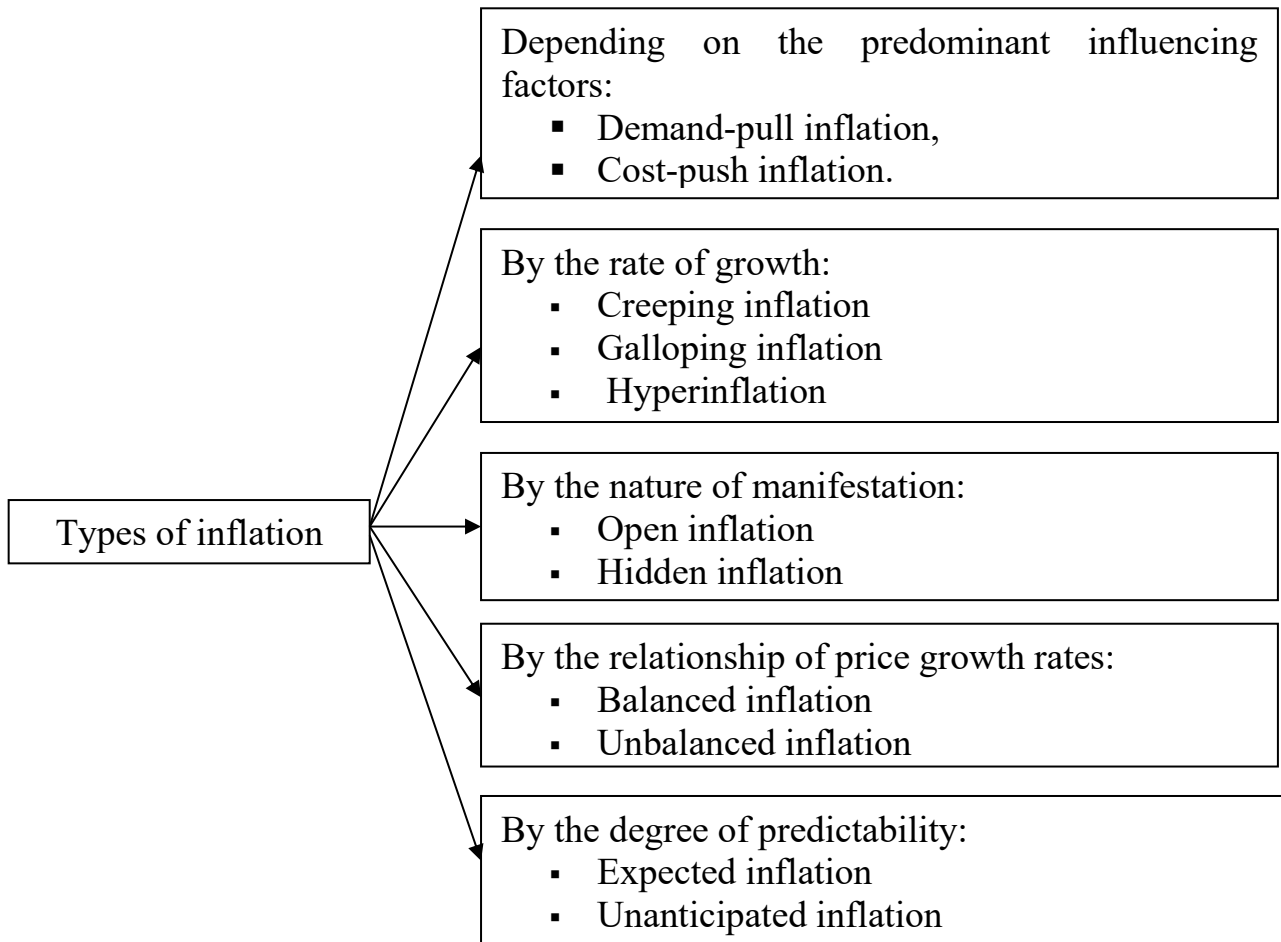 Depending on the predominant influencing
factors:
▪ Demand-pull inflation,
▪ Cost-push inflation.
By the rate of growth:
▪ Creeping inflation
▪ Galloping inflation
▪ Hyperinflation
Types of inflation
By the nature of manifestation:
▪ Open inflation
▪ Hidden inflation
By the relationship of price growth rates:
▪ Balanced inflation
▪ Unbalanced inflation
By the degree of predictability:
▪ Expected inflation
▪ Unanticipated inflation